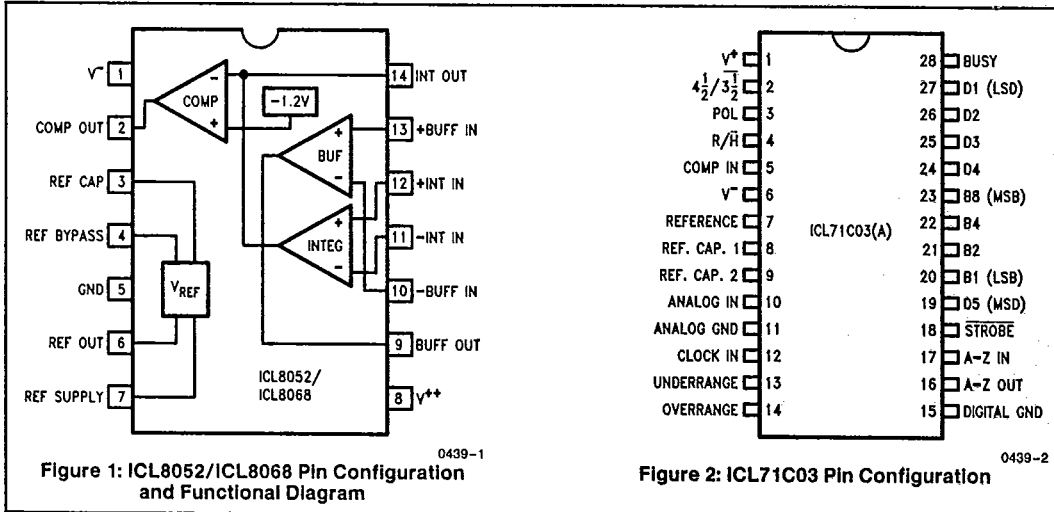 V⁻ 1
COMP OUT 2
REF CAP 3
REF BYPASS 4
GND 5
REF OUT 6
REF SUPPLY 7
COMP
−
+
-1.2V
BUF
+
−
INTEG
+
−
VREF
ICL8052/
ICL8068
14 INT OUT
13 +BUFF IN
12 +INT IN
11 -INT IN
10 -BUFF IN
9 BUFF OUT
8 V⁺⁺
0439-1
Figure 1: ICL8052/ICL8068 Pin Configuration
and Functional Diagram
V⁺ 1
4½/3½ 2
POL 3
R/H̅ 4
COMP IN 5
V⁻ 6
REFERENCE 7
REF. CAP. 1 8
REF. CAP. 2 9
ANALOG IN 10
ANALOG GND 11
CLOCK IN 12
UNDERRANGE 13
OVERRANGE 14
ICL71C03(A)
28 BUSY
27 D1 (LSD)
26 D2
25 D3
24 D4
23 B8 (MSB)
22 B4
21 B2
20 B1 (LSB)
19 D5 (MSD)
18 STROBE
17 A-Z IN
16 A-Z OUT
15 DIGITAL GND
0439-2
Figure 2: ICL71C03 Pin Configuration